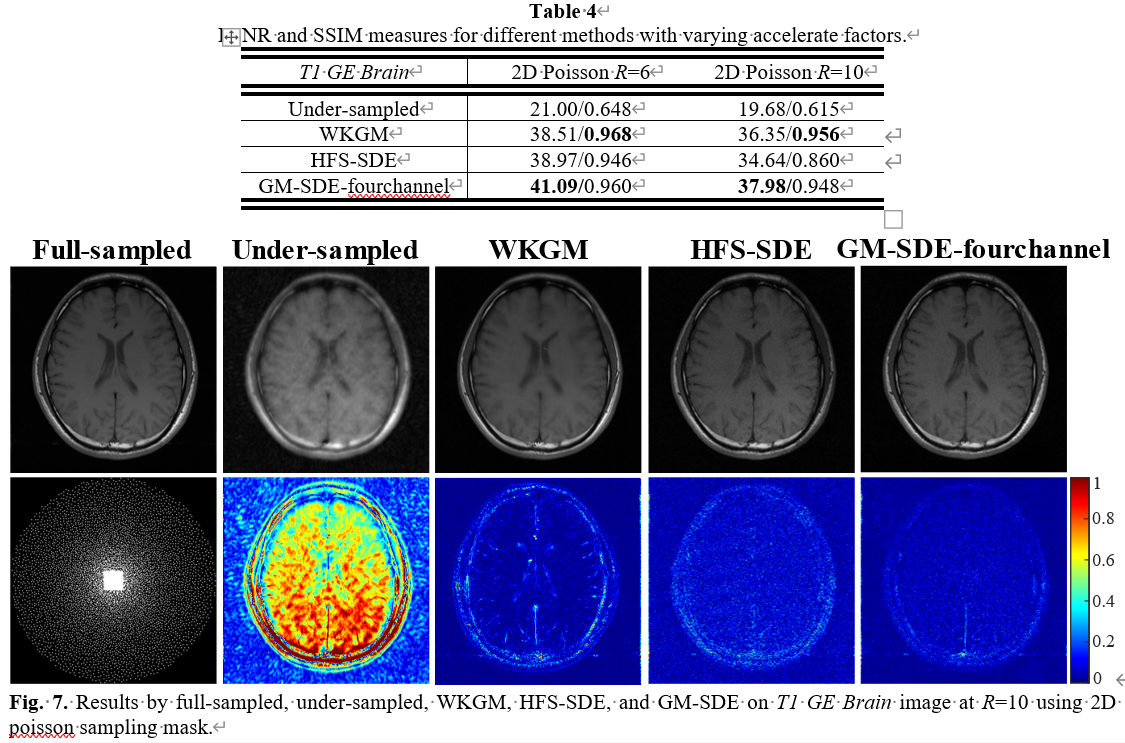 Table 4
NR and SSIM measures for different methods with varying accelerate factors.
T1 GE Brain 2D Poisson R=6 2D Poisson R=10
Under-sampled 21.00/0.648 19.68/0.615
WKGM 38.51/0.968 36.35/0.956
HFS-SDE 38.97/0.946 34.64/0.860
GM-SDE-fourchannel 41.09/0.960 37.98/0.948
Full-sampled Under-sampled WKGM HFS-SDE GM-SDE-fourchannel
1
0.8
0.6
0.4
0.2
0
Fig. 7. Results by full-sampled, under-sampled, WKGM, HFS-SDE, and GM-SDE on T1 GE Brain image at R=10 using 2D
poisson sampling mask.